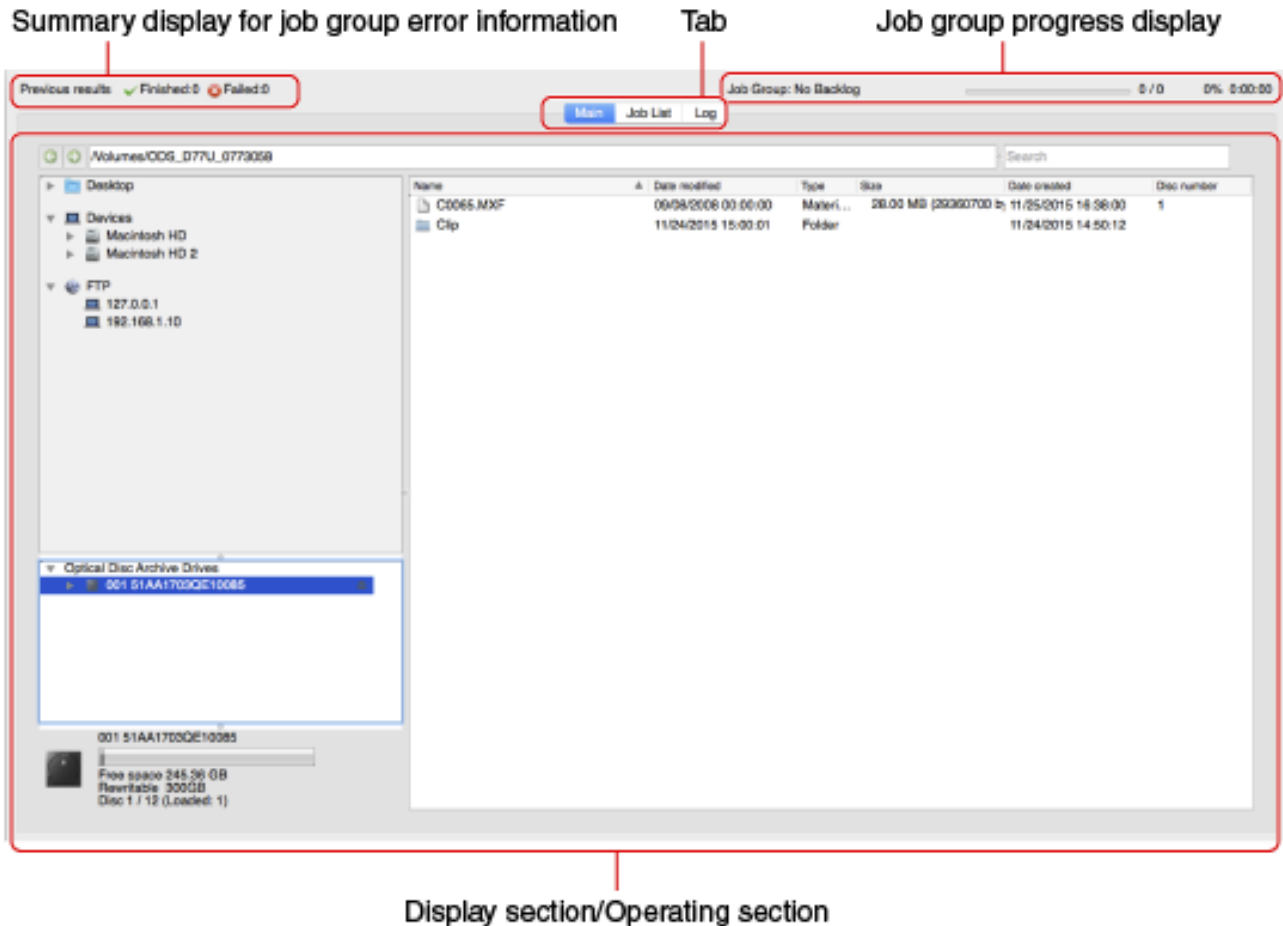 Summary display for job group error information
Tab
Job group progress display
Previous results Finished:0 Failed:0
Job Group: No Backlog 0 / 0 0% 0:00:00
Main Job List Log
/Volumes/ODS_D77U_0773058
Search
Desktop
Devices
Macintosh HD
Macintosh HD 2
FTP
127.0.0.1
192.168.1.10
Name Date modified Type Size Date created Disc number
C0065.MXF 09/08/2008 00:00:00 Materi... 28.00 MB (29360700 b 11/25/2015 16:38:00 1
Clip 11/24/2015 15:00:01 Folder 11/24/2015 14:50:12
Optical Disc Archive Drives
001 51AA1703QE10085
001 51AA1703QE10085
Free space 245.36 GB
Rewritable 300GB
Disc 1 / 12 (Loaded: 1)
Display section/Operating section